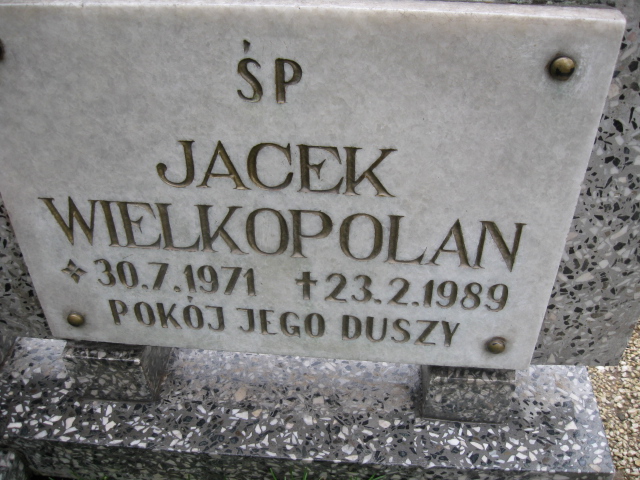 ŚP
JACEK
WIELKOPOLAN
✧ 30.7.1971 ✝ 23.2.1989
POKÓJ JEGO DUSZY